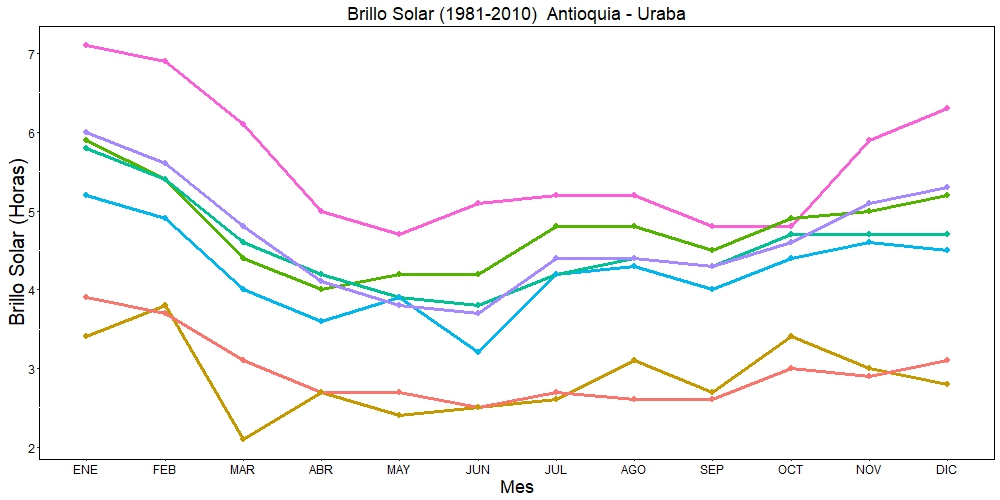 Brillo Solar (1981-2010)  Antioquia - Uraba
Brillo Solar (Horas)
7
6
5
4
3
2
ENE FEB MAR ABR MAY JUN JUL AGO SEP OCT NOV DIC
Mes